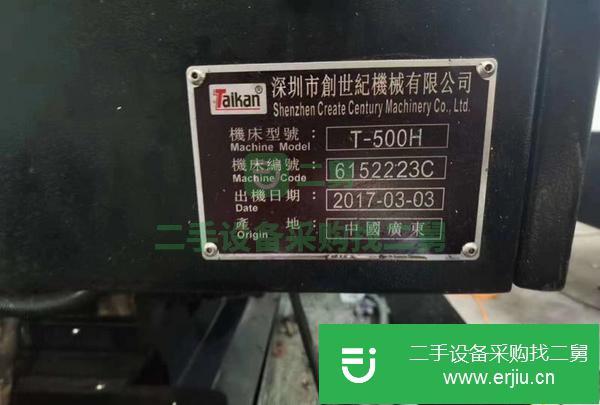 Taikan® 深圳市創世紀機械有限公司
Shenzhen Create Century Machinery Co., Ltd.
機床型號：
Machine Model
T-500H
機床編號：
Machine Code
6152223C
出機日期：
Date
2017-03-03
產地：
Origin
中國廣東
二舅
二手设备采购找二舅
二手设备采购找二舅
www.erjiu.cn